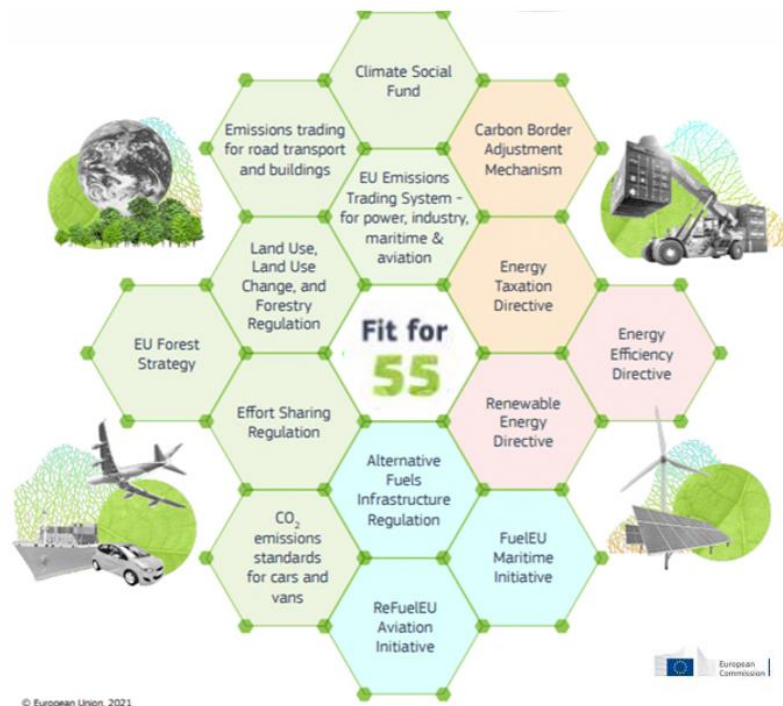 Climate Social
Fund
Emissions trading
for road transport
and buildings
Carbon Border
Adjustment
Mechanism
EU Emissions
Trading System –
for power, industry,
maritime &
aviation
Land Use,
Land Use
Change, and
Forestry
Regulation
Energy
Taxation
Directive
EU Forest
Strategy
Fit for
55
Energy
Efficiency
Directive
Effort Sharing
Regulation
Renewable
Energy
Directive
Alternative
Fuels
Infrastructure
Regulation
CO₂
emissions
standards
for cars and
vans
FuelEU
Maritime
Initiative
ReFuelEU
Aviation
Initiative
European
Commission
© European Union, 2021